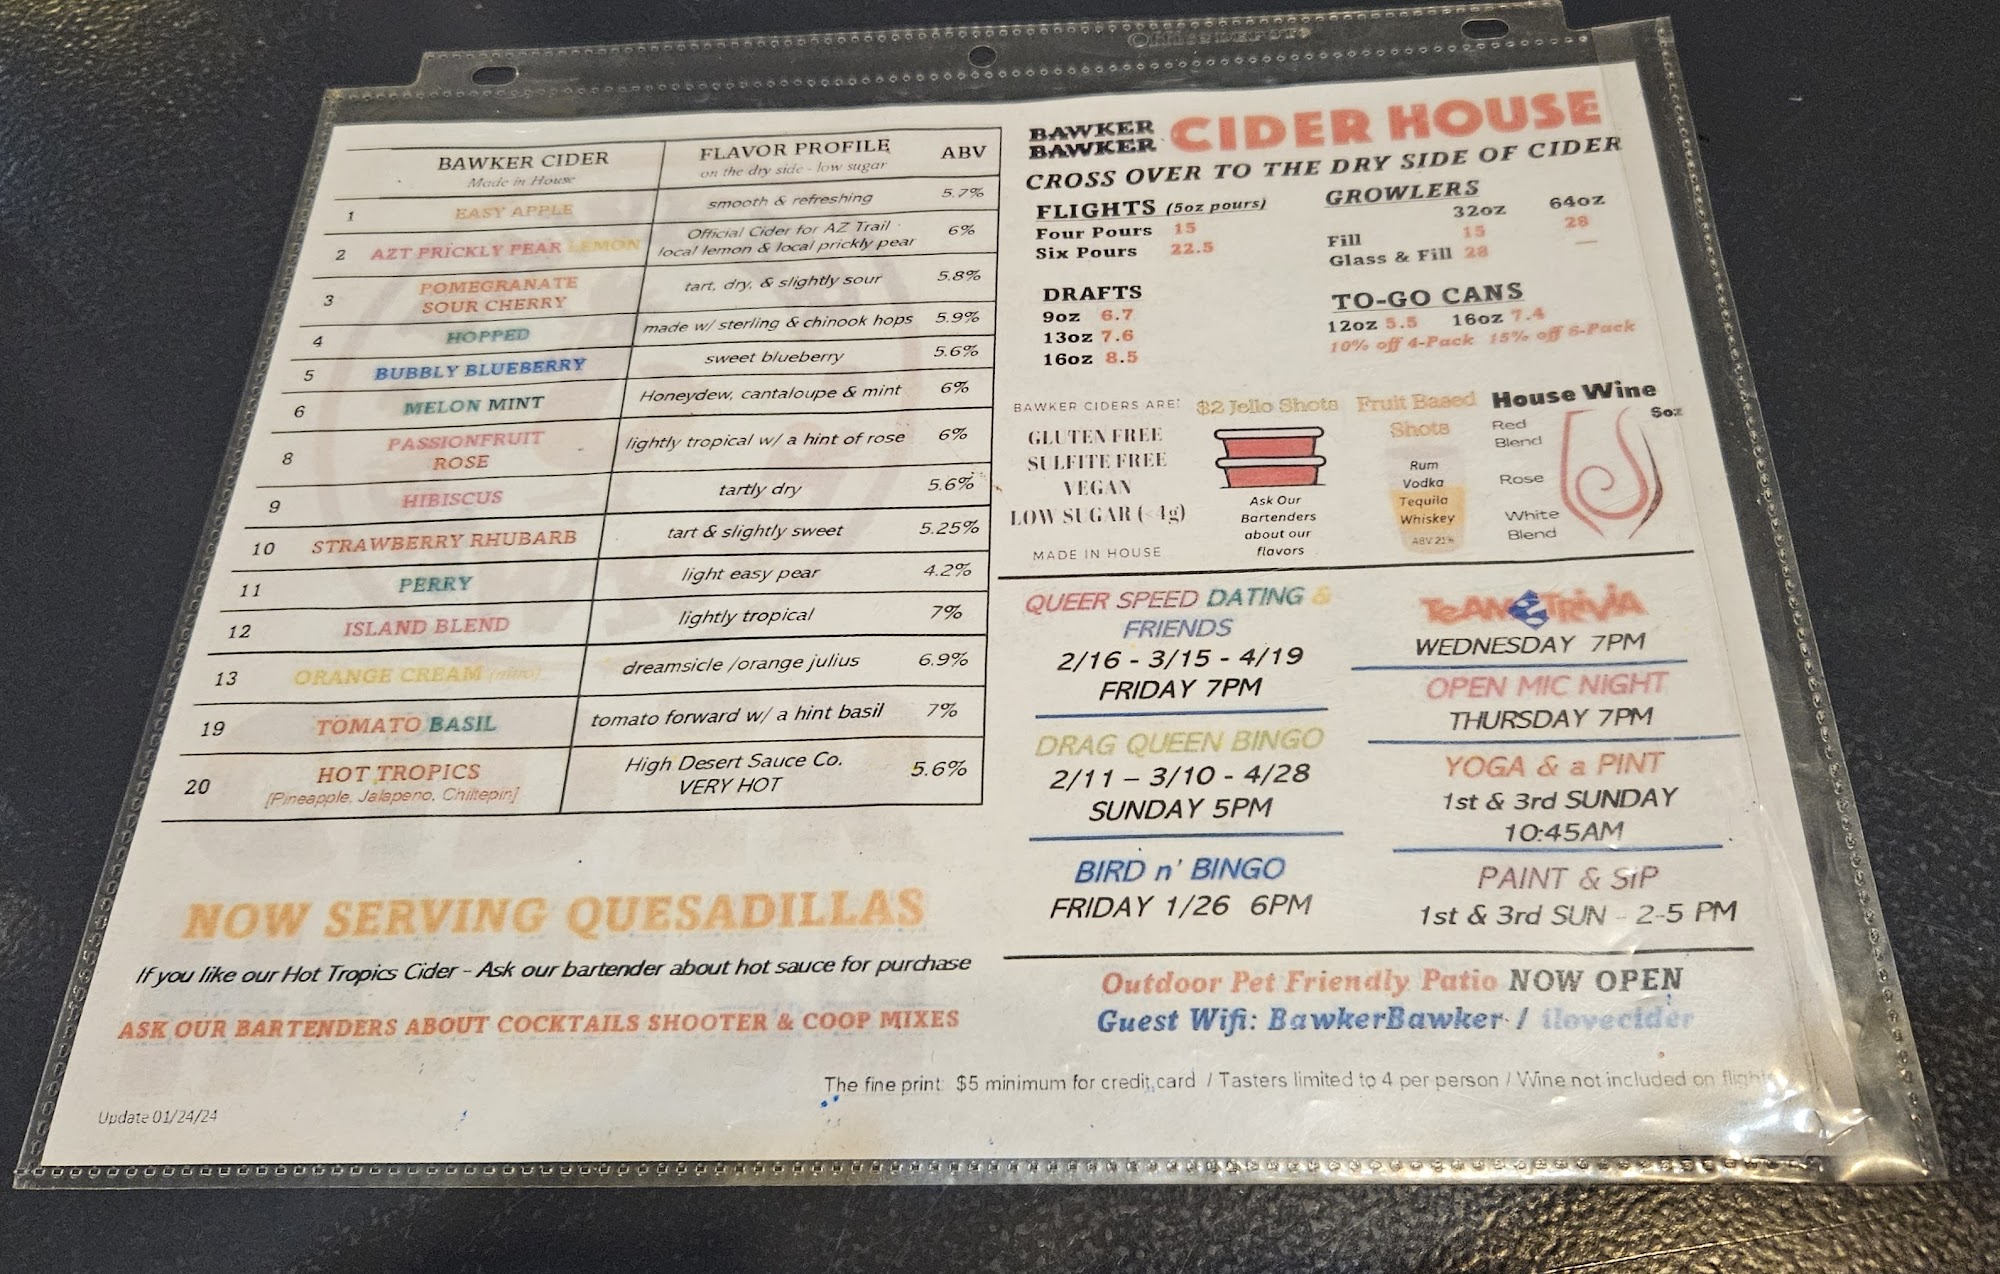 Office DEPOT
BAWKER CIDER FLAVOR PROFILE ABV
Made in House on the dry side - low sugar
1 EASY APPLE smooth & refreshing 5.7%
2 AZT PRICKLY PEAR LEMON Official Cider for AZ Trail 6%
local lemon & local prickly pear
3 POMEGRANATE tart, dry, & slightly sour 5.8%
SOUR CHERRY
4 HOPPED made w/ sterling & chinook hops 5.9%
5 BUBBLY BLUEBERRY sweet blueberry 5.6%
6 MELON MINT Honeydew, cantaloupe & mint 6%
8 PASSIONFRUIT lightly tropical w/ a hint of rose 6%
ROSE
9 HIBISCUS tartly dry 5.6%
10 STRAWBERRY RHUBARB tart & slightly sweet 5.25%
11 PERRY light easy pear 4.2%
12 ISLAND BLEND lightly tropical 7%
13 ORANGE CREAM (nitro) dreamsicle /orange julius 6.9%
19 TOMATO BASIL tomato forward w/ a hint basil 7%
20 HOT TROPICS High Desert Sauce Co. 5.6%
[Pineapple, Jalapeno, Chiltepin] VERY HOT
NOW SERVING QUESADILLAS
If you like our Hot Tropics Cider - Ask our bartender about hot sauce for purchase
ASK OUR BARTENDERS ABOUT COCKTAILS SHOOTER & COOP MIXES
Update 01/24/24
BAWKER
BAWKER CIDER HOUSE
CROSS OVER TO THE DRY SIDE OF CIDER
FLIGHTS (5oz pours)
Four Pours 15
Six Pours 22.5
GROWLERS
32oz 64oz
Fill 15 28
Glass & Fill 28 —
DRAFTS
9oz 6.7
13oz 7.6
16oz 8.5
TO-GO CANS
12oz 5.5 16oz 7.4
10% off 4-Pack 15% off 6-Pack
BAWKER CIDERS ARE:
GLUTEN FREE
SULFITE FREE
VEGAN
LOW SUGAR (<4g)
MADE IN HOUSE
$2 Jello Shots
Ask Our
Bartenders
about our
flavors
Fruit Based
Shots
Rum
Vodka
Tequila
Whiskey
ABV 21%
House Wine
5oz
Red
Blend
Rose
White
Blend
QUEER SPEED DATING &
FRIENDS
2/16 - 3/15 - 4/19
FRIDAY 7PM
DRAG QUEEN BINGO
2/11 – 3/10 - 4/28
SUNDAY 5PM
BIRD n' BINGO
FRIDAY 1/26 6PM
TEAM TRIVIA
WEDNESDAY 7PM
OPEN MIC NIGHT
THURSDAY 7PM
YOGA & a PINT
1st & 3rd SUNDAY
10:45AM
PAINT & SIP
1st & 3rd SUN - 2-5 PM
Outdoor Pet Friendly Patio NOW OPEN
Guest Wifi: BawkerBawker / ilovecider
The fine print: $5 minimum for credit card / Tasters limited to 4 per person / Wine not included on flights